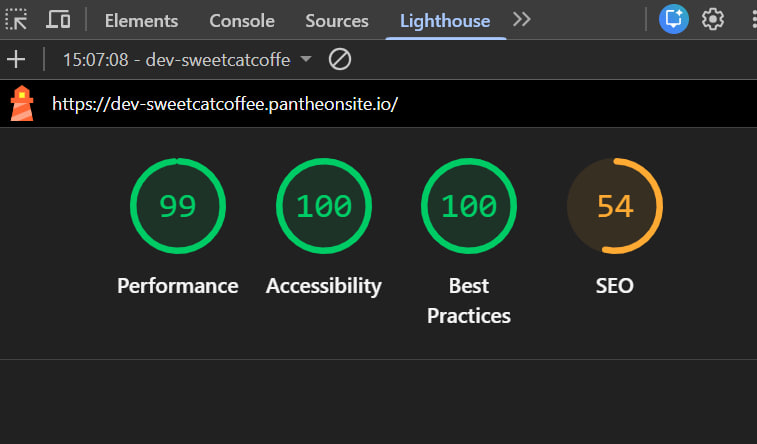 Elements Console Sources Lighthouse
15:07:08 - dev-sweetcatcoffe
https://dev-sweetcatcoffee.pantheonsite.io/
99 100 100 54
Performance Accessibility Best Practices SEO